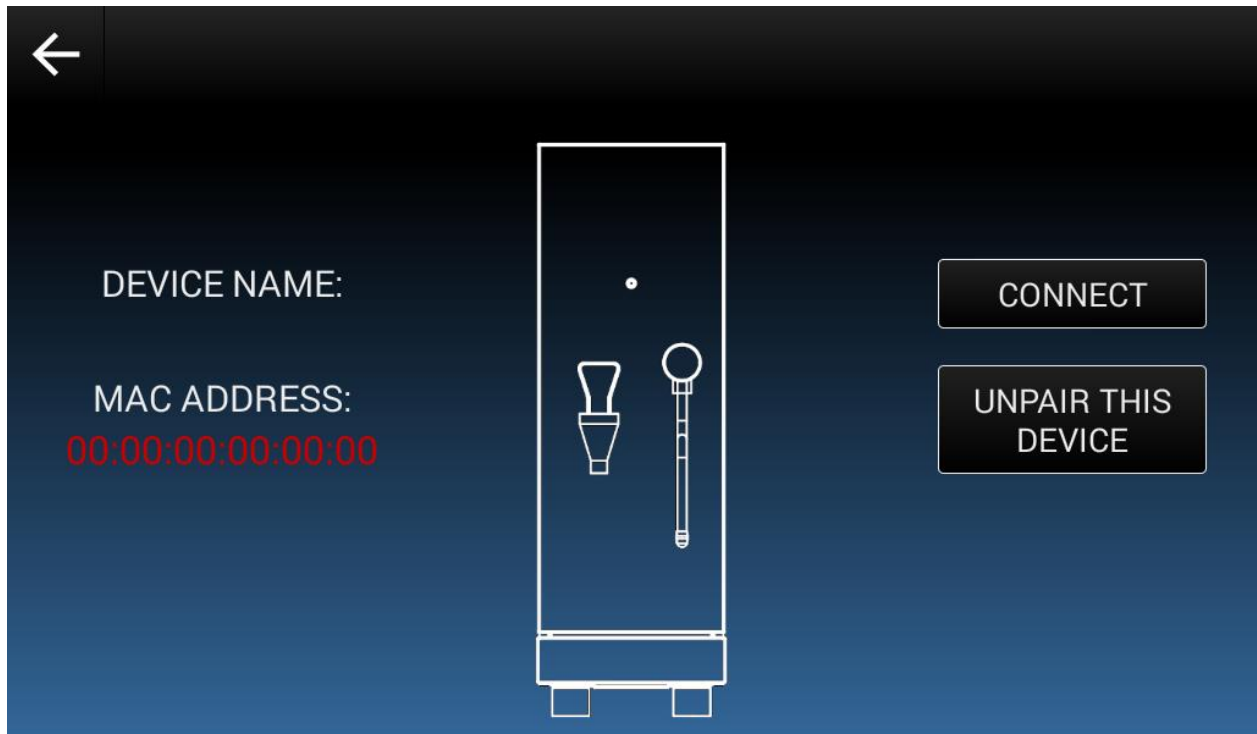 DEVICE NAME:
MAC ADDRESS:
00:00:00:00:00:00
CONNECT
UNPAIR THIS
DEVICE